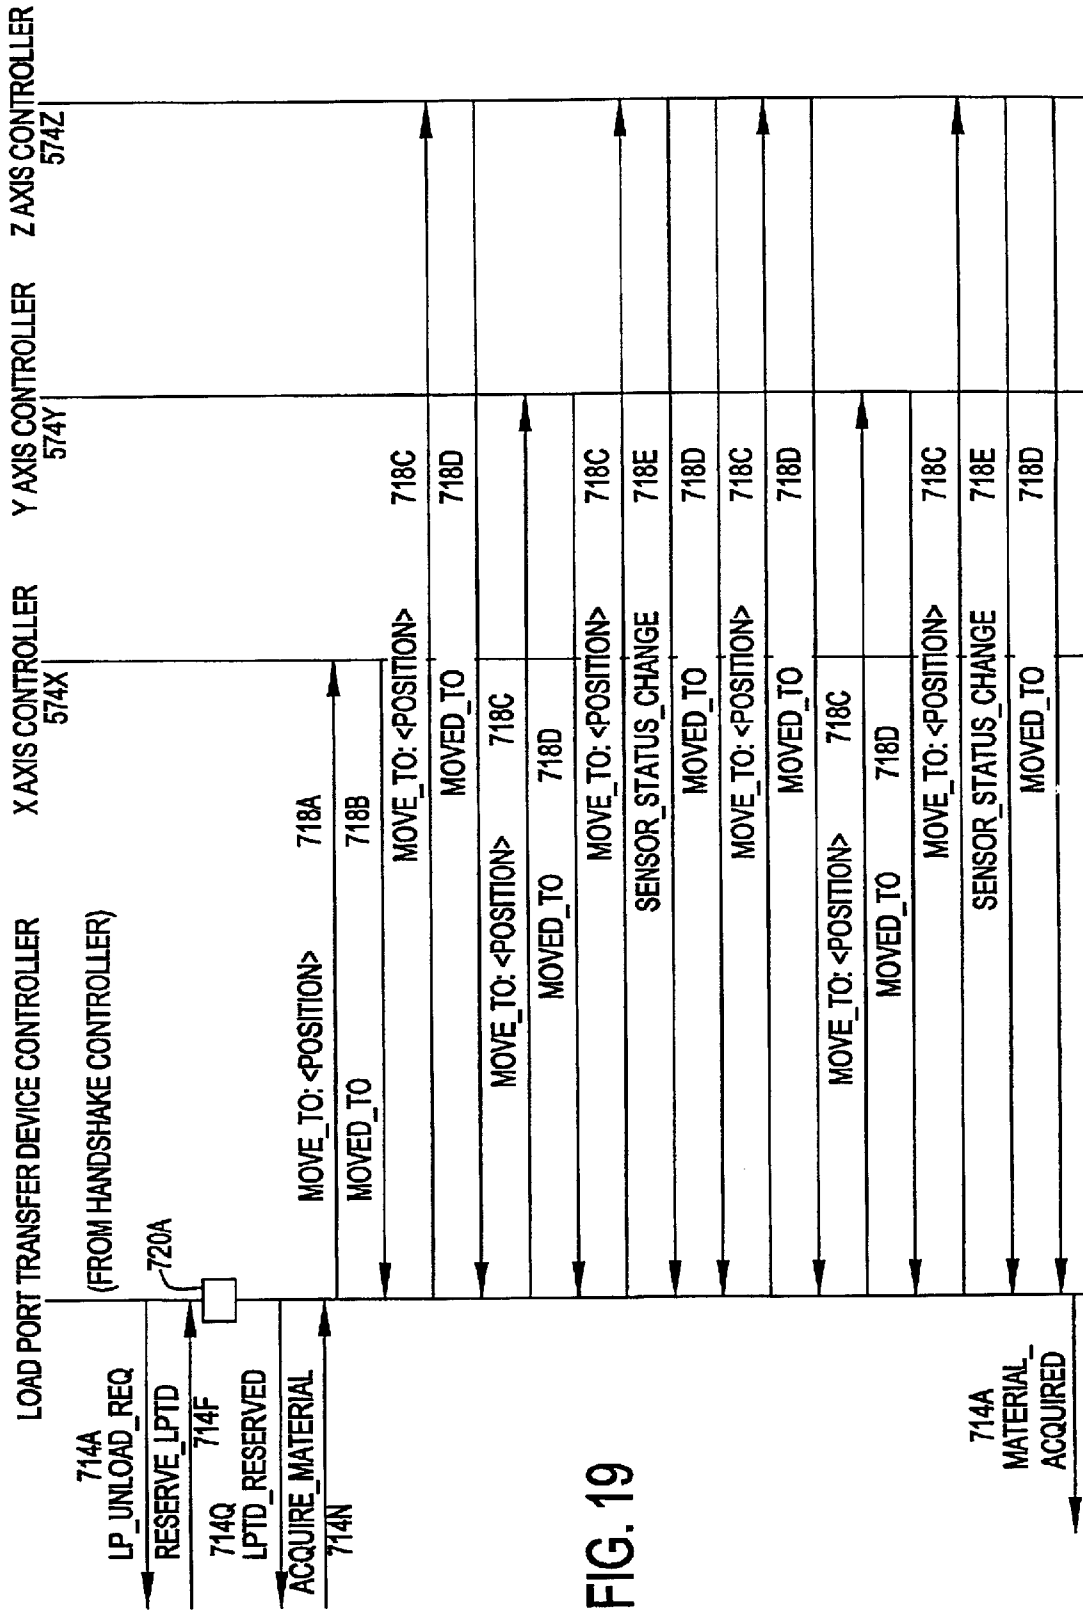 LOAD PORT TRANSFER DEVICE CONTROLLER
X AXIS CONTROLLER
574X
Y AXIS CONTROLLER
574Y
Z AXIS CONTROLLER
574Z
(FROM HANDSHAKE CONTROLLER)
714A
LP_UNLOAD_REQ
RESERVE_LPTD
714F
720A
714Q
LPTD_RESERVED
ACQUIRE_MATERIAL
714N
MOVE_TO: <POSITION> 718A
MOVED_TO 718B
MOVE_TO: <POSITION> 718C
MOVED_TO 718D
MOVE_TO: <POSITION> 718C
MOVED_TO 718D
MOVE_TO: <POSITION> 718C
SENSOR_STATUS_CHANGE 718E
MOVED_TO 718D
MOVE_TO: <POSITION> 718C
MOVED_TO 718D
MOVE_TO: <POSITION> 718C
MOVED_TO 718D
MOVE_TO: <POSITION> 718C
SENSOR_STATUS_CHANGE 718E
MOVED_TO 718D
714A
MATERIAL_
ACQUIRED
FIG. 19